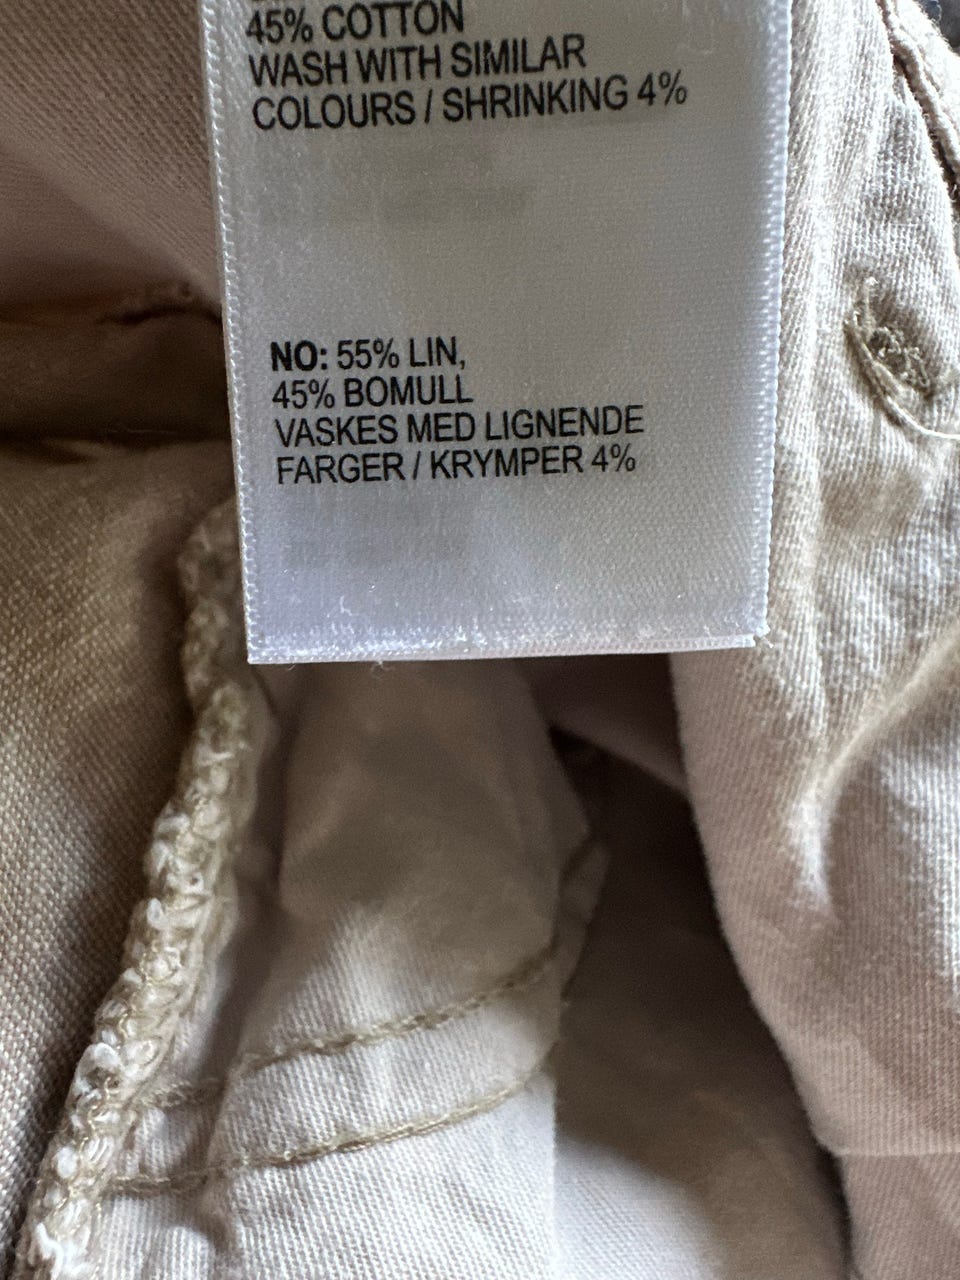 45% COTTON
WASH WITH SIMILAR
COLOURS / SHRINKING 4%
NO: 55% LIN,
45% BOMULL
VASKES MED LIGNENDE
FARGER / KRYMPER 4%